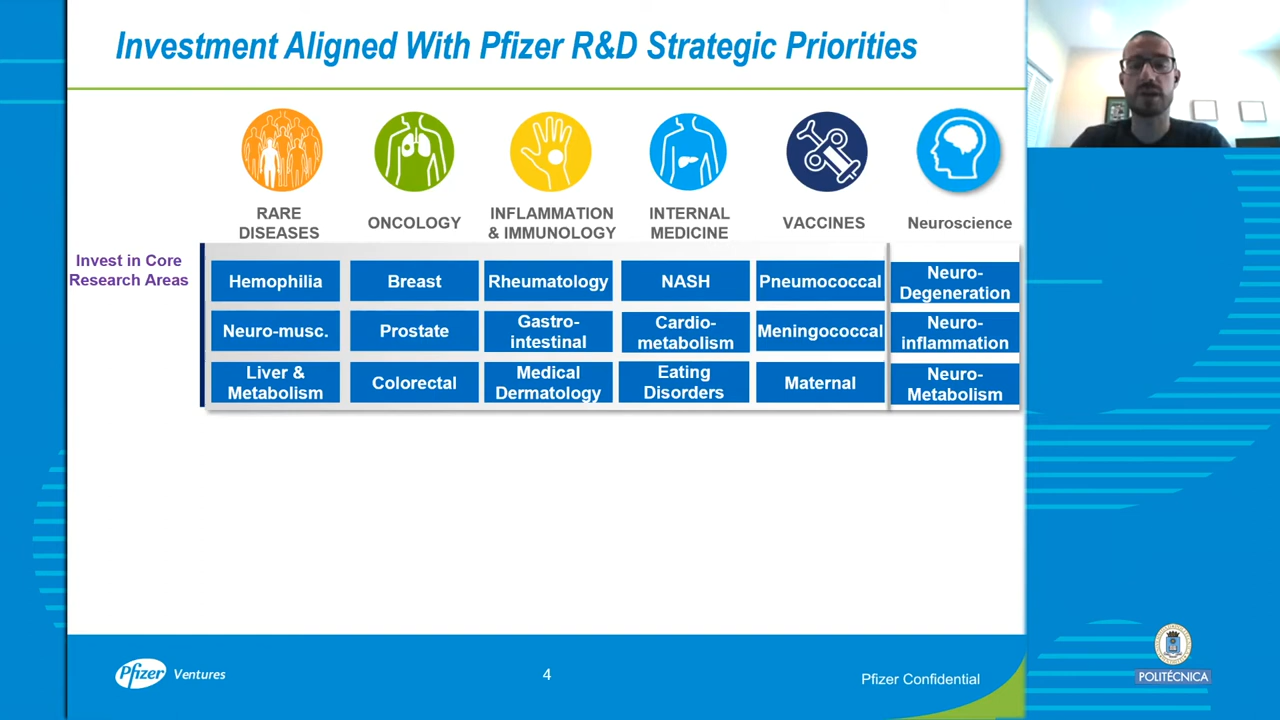 Investment Aligned With Pfizer R&D Strategic Priorities
RARE
DISEASES
ONCOLOGY
INFLAMMATION
& IMMUNOLOGY
INTERNAL
MEDICINE
VACCINES
Neuroscience
Invest in Core
Research Areas
Hemophilia
Breast
Rheumatology
NASH
Pneumococcal
Neuro-
Degeneration
Neuro-musc.
Prostate
Gastro-
intestinal
Cardio-
metabolism
Meningococcal
Neuro-
inflammation
Liver &
Metabolism
Colorectal
Medical
Dermatology
Eating
Disorders
Maternal
Neuro-
Metabolism
Pfizer Ventures
4
Pfizer Confidential
POLITÉCNICA